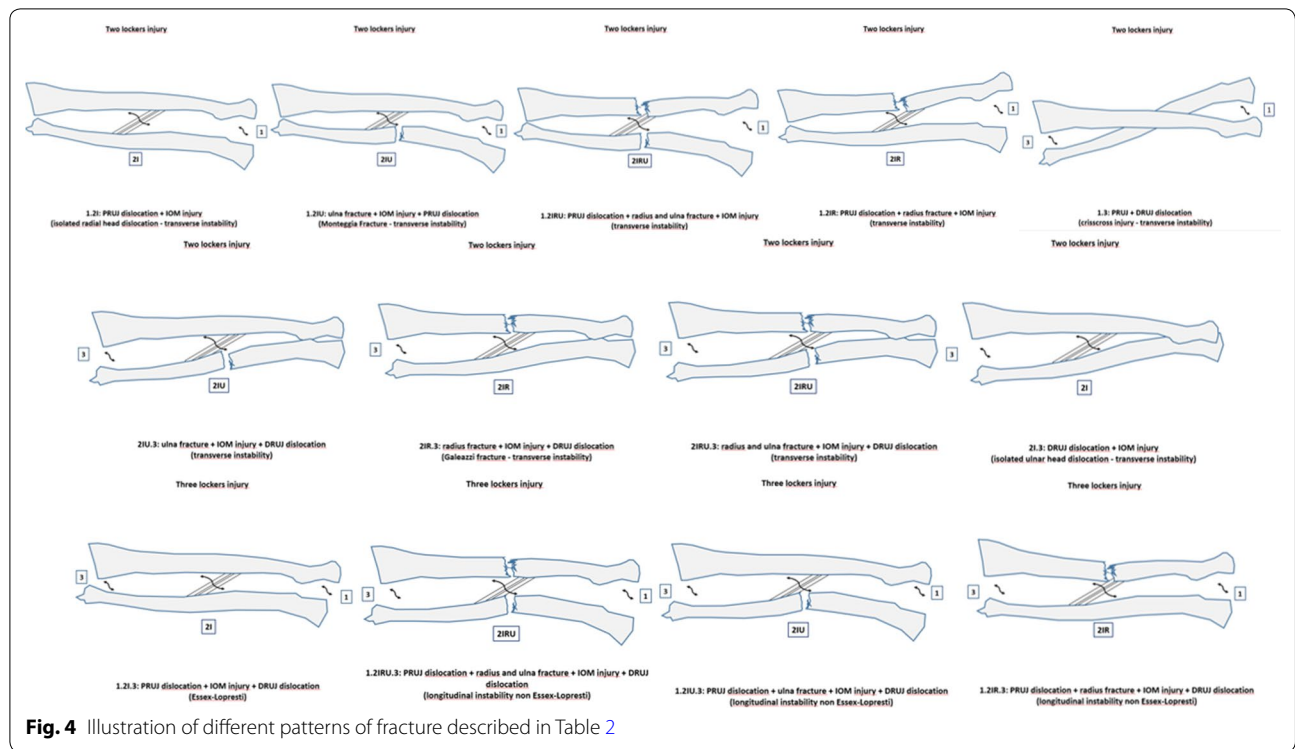 Two lockers injury
Two lockers injury
Two lockers injury
Two lockers injury
Two lockers injury
1
2I
1
2IU
1
2IRU
1
2IR
1
3
1.2I: PRUJ dislocation + IOM injury
(isolated radial head dislocation - transverse instability)
1.2IU: ulna fracture + IOM injury + PRUJ dislocation
(Monteggia Fracture - transverse instability)
1.2IRU: PRUJ dislocation + radius and ulna fracture + IOM injury
(transverse instability)
1.2IR: PRUJ dislocation + radius fracture + IOM injury
(transverse instability)
1.3: PRUJ + DRUJ dislocation
(crisscross injury - transverse instability)
Two lockers injury
Two lockers injury
Two lockers injury
Two lockers injury
3
2IU
3
2IR
3
2IRU
3
2I
2IU.3: ulna fracture + IOM injury + DRUJ dislocation
(transverse instability)
2IR.3: radius fracture + IOM injury + DRUJ dislocation
(Galeazzi fracture - transverse instability)
2IRU.3: radius and ulna fracture + IOM injury + DRUJ dislocation
(transverse instability)
2I.3: DRUJ dislocation + IOM injury
(isolated ulnar head dislocation - transverse instability)
Three lockers injury
Three lockers injury
Three lockers injury
Three lockers injury
3
1
2I
3
1
2IRU
3
1
2IU
3
1
2IR
1.2I.3: PRUJ dislocation + IOM injury + DRUJ dislocation
(Essex-Lopresti)
1.2IRU.3: PRUJ dislocation + radius and ulna fracture + IOM injury + DRUJ
dislocation
(longitudinal instability non Essex-Lopresti)
1.2IU.3: PRUJ dislocation + ulna fracture + IOM injury + DRUJ dislocation
(longitudinal instability non Essex-Lopresti)
1.2IR.3: PRUJ dislocation + radius fracture + IOM injury + DRUJ dislocation
(longitudinal instability non Essex-Lopresti)
Fig. 4 Illustration of different patterns of fracture described in Table 2